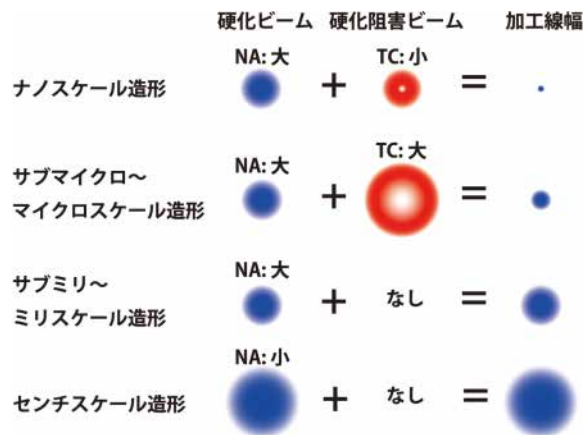 硬化ビーム 硬化阻害ビーム 加工線幅
NA: 大 TC: 小
ナノスケール造形 + =
NA: 大 TC: 大
サブマイクロ~
マイクロスケール造形 + =
NA: 大
サブミリ~
ミリスケール造形 + なし =
NA: 小
センチスケール造形 + なし =